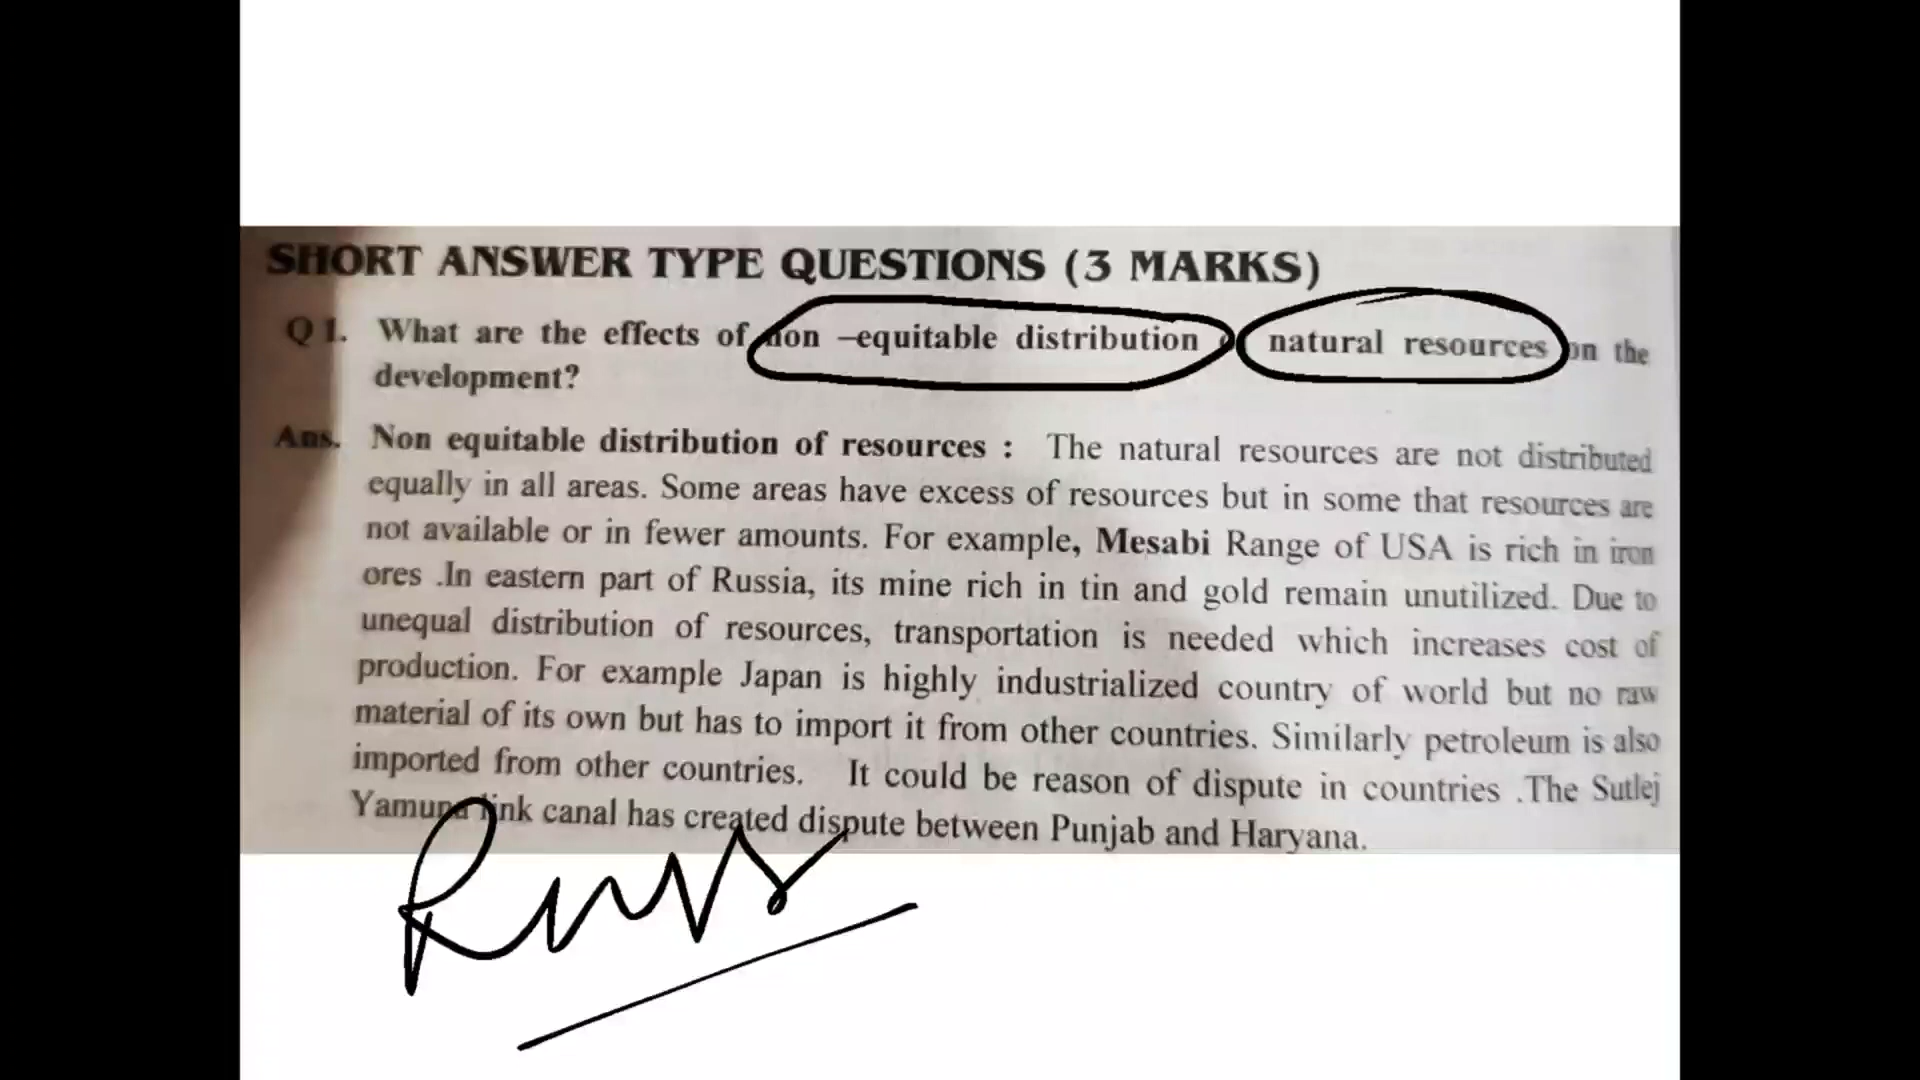 SHORT ANSWER TYPE QUESTIONS (3 MARKS)
Q 1. What are the effects of non –equitable distribution natural resources on the
development?
Ans. Non equitable distribution of resources : The natural resources are not distributed
equally in all areas. Some areas have excess of resources but in some that resources are
not available or in fewer amounts. For example, Mesabi Range of USA is rich in iron
ores .In eastern part of Russia, its mine rich in tin and gold remain unutilized. Due to
unequal distribution of resources, transportation is needed which increases cost of
production. For example Japan is highly industrialized country of world but no raw
material of its own but has to import it from other countries. Similarly petroleum is also
imported from other countries. It could be reason of dispute in countries .The Sutlej
Yamuna link canal has created dispute between Punjab and Haryana.